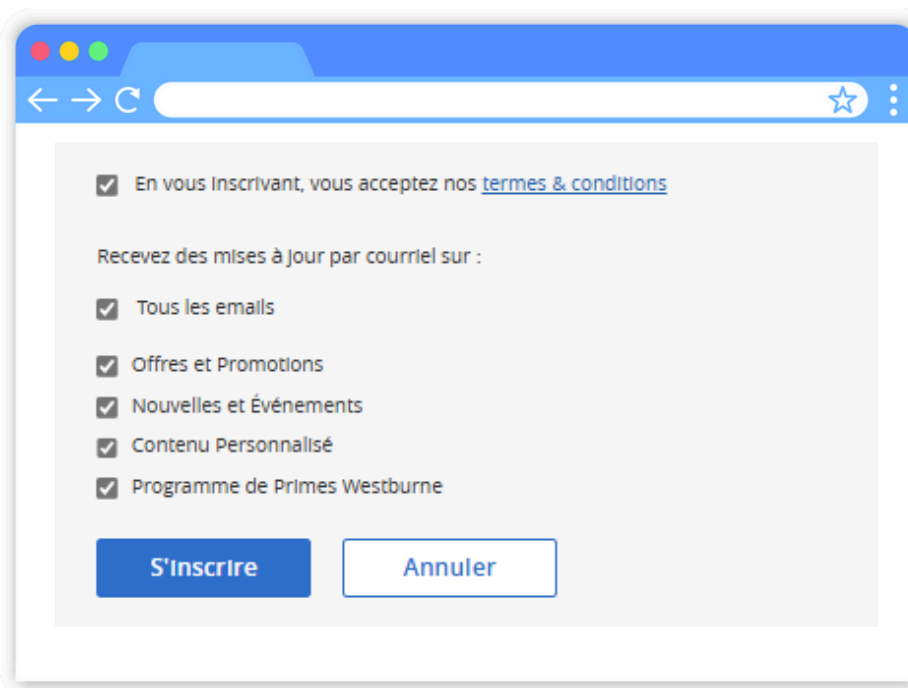 En vous inscrivant, vous acceptez nos termes & conditions
Recevez des mises à jour par courriel sur :
Tous les emails
Offres et Promotions
Nouvelles et Événements
Contenu Personnalisé
Programme de Primes Westburne
S'inscrire
Annuler